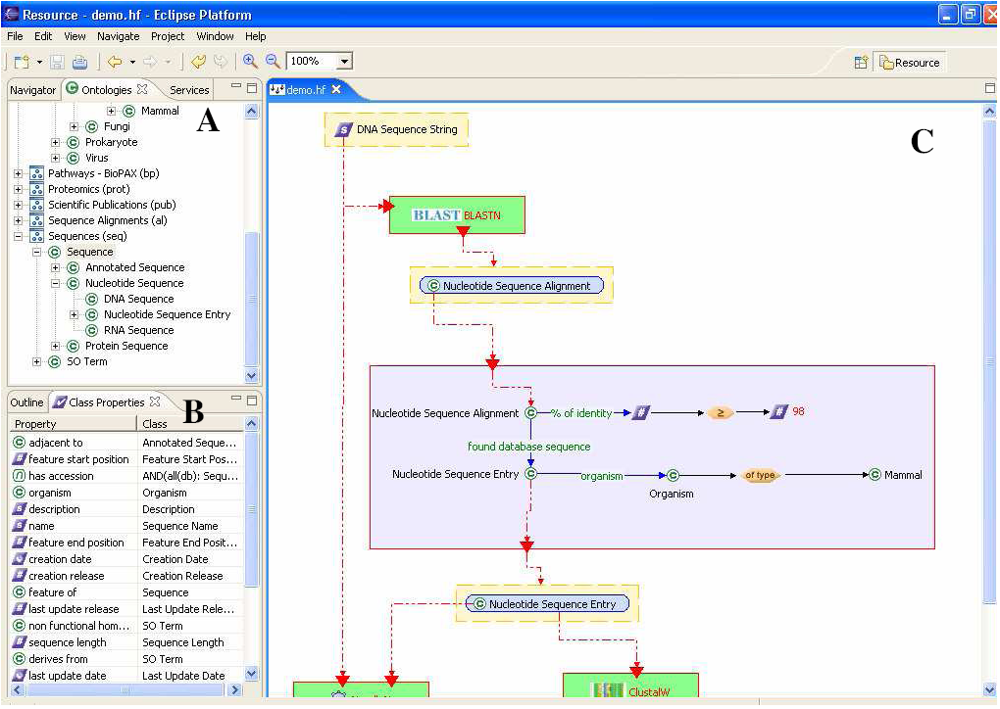 Resource - demo.hf - Eclipse Platform
File Edit View Navigate Project Window Help
100%
Resource
Navigator Ontologies Services
A
Mammal
Fungi
Prokaryote
Virus
Pathways - BioPAX (bp)
Proteomics (prot)
Scientific Publications (pub)
Sequence Alignments (al)
Sequences (seq)
Sequence
Annotated Sequence
Nucleotide Sequence
DNA Sequence
Nucleotide Sequence Entry
RNA Sequence
Protein Sequence
SO Term
Outline Class Properties
B
Property Class
adjacent to Annotated Seque...
feature start position Feature Start Pos...
has accession AND(all(db): Sequ...
organism Organism
description Description
name Sequence Name
feature end position Feature End Posit...
creation date Creation Date
creation release Creation Release
feature of Sequence
last update release Last Update Rele...
non functional hom... SO Term
sequence length Sequence Length
derives from SO Term
last update date Last Update Date
demo.hf
C
DNA Sequence String
BLAST BLASTN
Nucleotide Sequence Alignment
Nucleotide Sequence Alignment % of identity # ≥ # 98
found database sequence
Nucleotide Sequence Entry organism of type Mammal
Organism
Nucleotide Sequence Entry
ClustalW